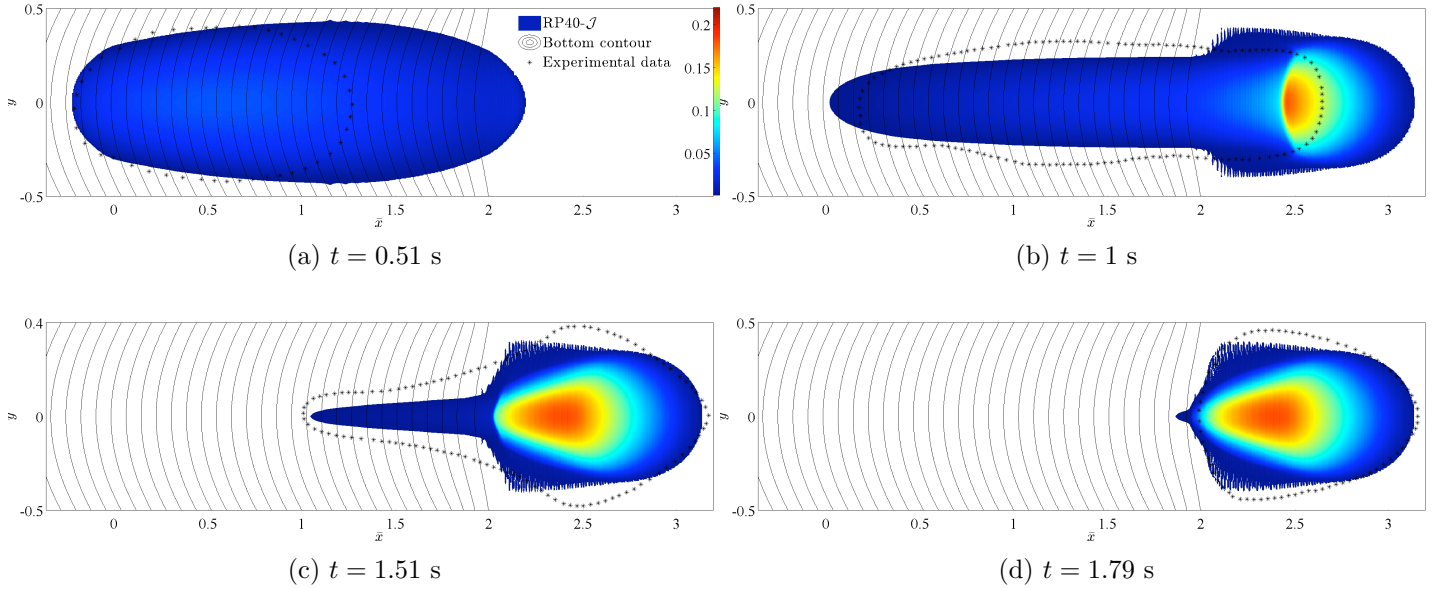 0.5
0
-0.5
y
0 0.5 1 1.5 2 2.5 3
x̄
RP40-𝒥
Bottom contour
Experimental data
0.2
0.15
0.1
0.05
(a) t = 0.51 s
0.5
0
-0.5
y
0 0.5 1 1.5 2 2.5 3
x̄
(b) t = 1 s
0.4
0
-0.5
y
0 0.5 1 1.5 2 2.5 3
x̄
(c) t = 1.51 s
0.5
0
-0.5
y
0 0.5 1 1.5 2 2.5 3
x̄
(d) t = 1.79 s